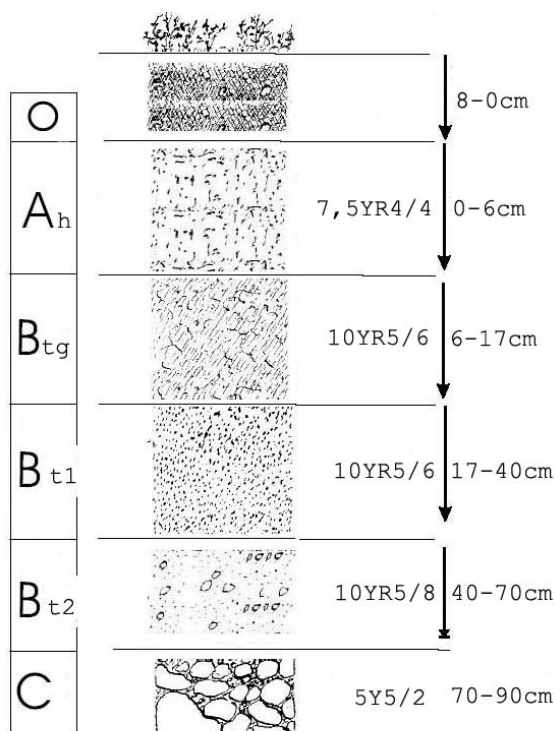 O 8-0cm
Ah 7,5YR4/4 0-6cm
Btg 10YR5/6 6-17cm
Bt1 10YR5/6 17-40cm
Bt2 10YR5/8 40-70cm
C 5Y5/2 70-90cm